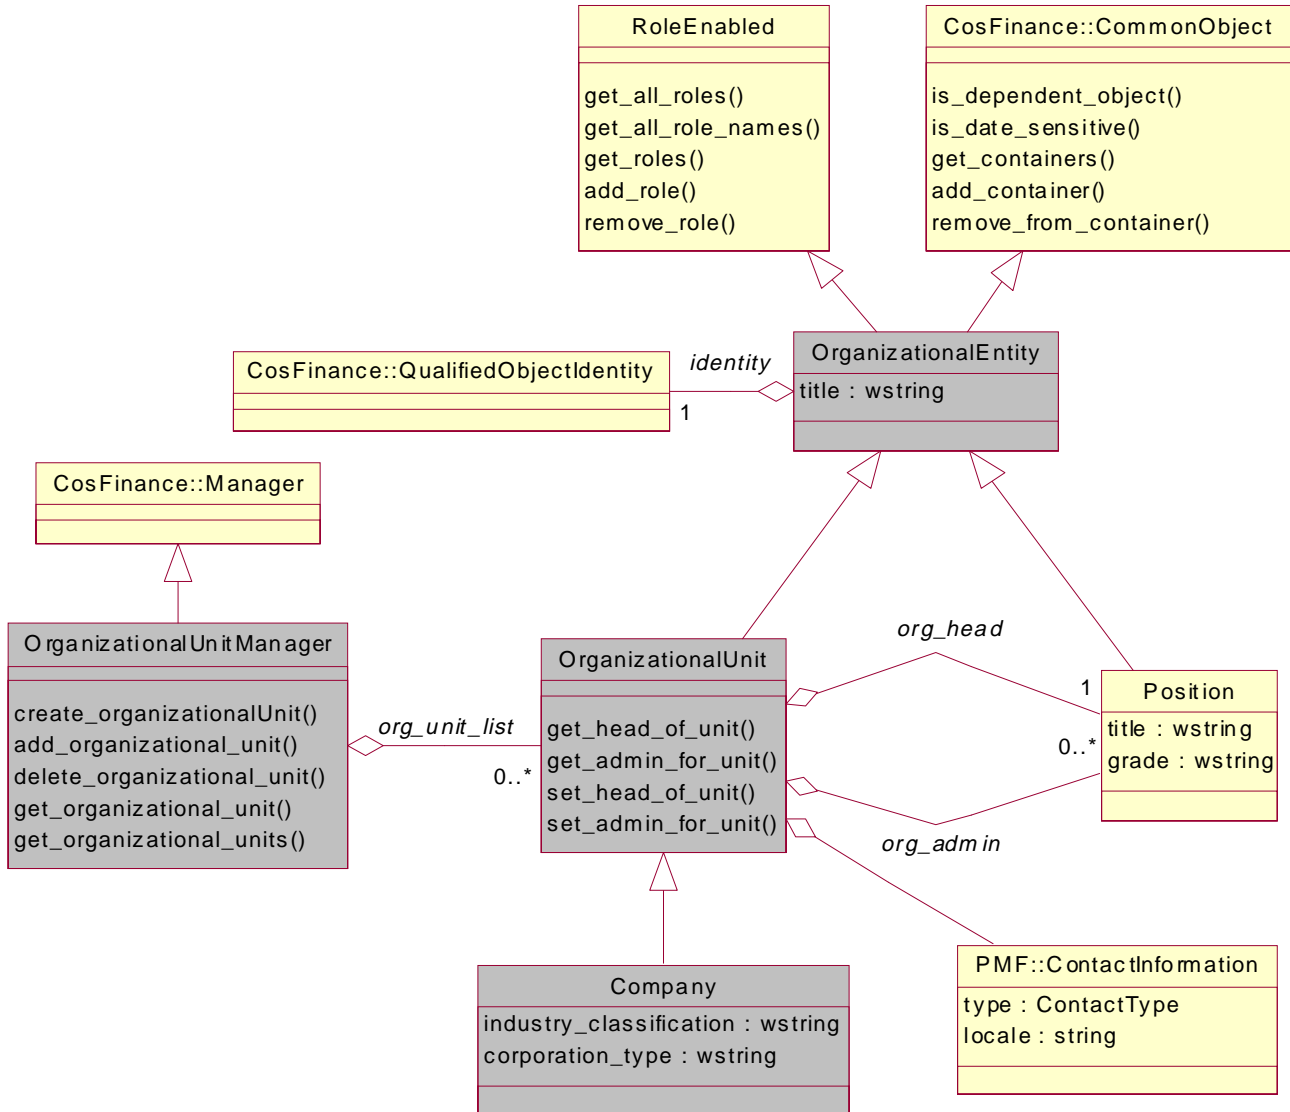 RoleEnabled
get_all_roles()
get_all_role_names()
get_roles()
add_role()
remove_role()
CosFinance::CommonObject
is_dependent_object()
is_date_sensitive()
get_containers()
add_container()
remove_from_container()
OrganizationalEntity
title : wstring
identity
1
CosFinance::QualifiedObjectIdentity
CosFinance::Manager
OrganizationalUnitManager
create_organizationalUnit()
add_organizational_unit()
delete_organizational_unit()
get_organizational_unit()
get_organizational_units()
org_unit_list
0..*
OrganizationalUnit
get_head_of_unit()
get_admin_for_unit()
set_head_of_unit()
set_admin_for_unit()
org_head
1
0..*
org_admin
Position
title : wstring
grade : wstring
Company
industry_classification : wstring
corporation_type : wstring
PMF::ContactInformation
type : ContactType
locale : string